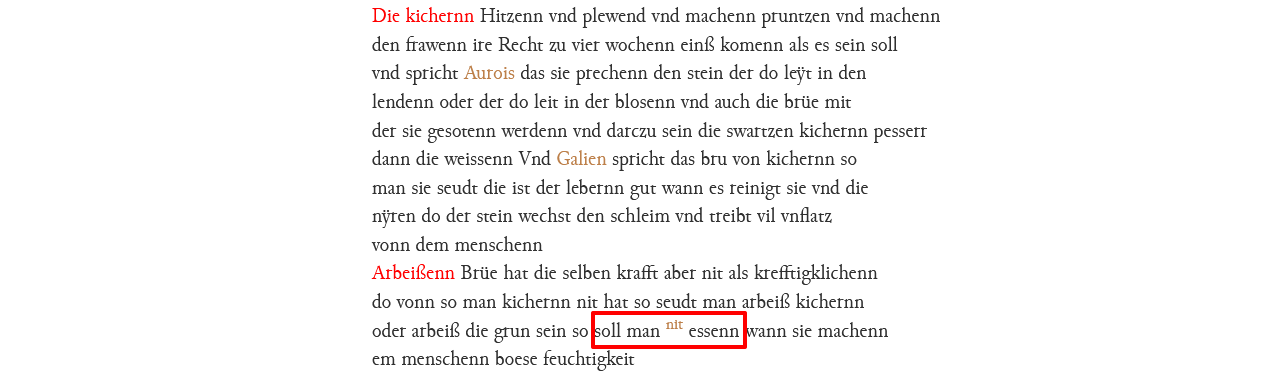 Die kichernn Hitzenn vnd plewend vnd machenn pruntzen vnd machenn
den frawenn ire Recht zu vier wochenn einß komenn als es sein soll
vnd spricht Aurois das sie prechenn den stein der do leÿt in den
lendenn oder der do leit in der blosenn vnd auch die brüe mit
der sie gesotenn werdenn vnd darczu sein die swartzen kichernn pesserr
dann die weissenn Vnd Galien spricht das bru von kichernn so
man sie seudt die ist der lebernn gut wann es reinigt sie vnd die
nÿren do der stein wechst den schleim vnd treibt vil vnflatz
vonn dem menschenn
Arbeißenn Brüe hat die selben krafft aber nit als krefftigklichenn
do vonn so man kichernn nit hat so seudt man arbeiß kichernn
oder arbeiß die grun sein so soll man nit essenn wann sie machenn
em menschenn boese feuchtigkeit